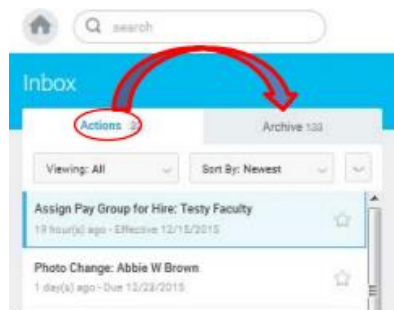 search
Inbox
Actions
Archive 133
Viewing: All Sort By: Newest
Assign Pay Group for Hire: Testy Faculty
19 hour(s) ago - Effective 12/15/2015
Photo Change: Abbie W Brown
1 day(s) ago - Due 12/23/2015